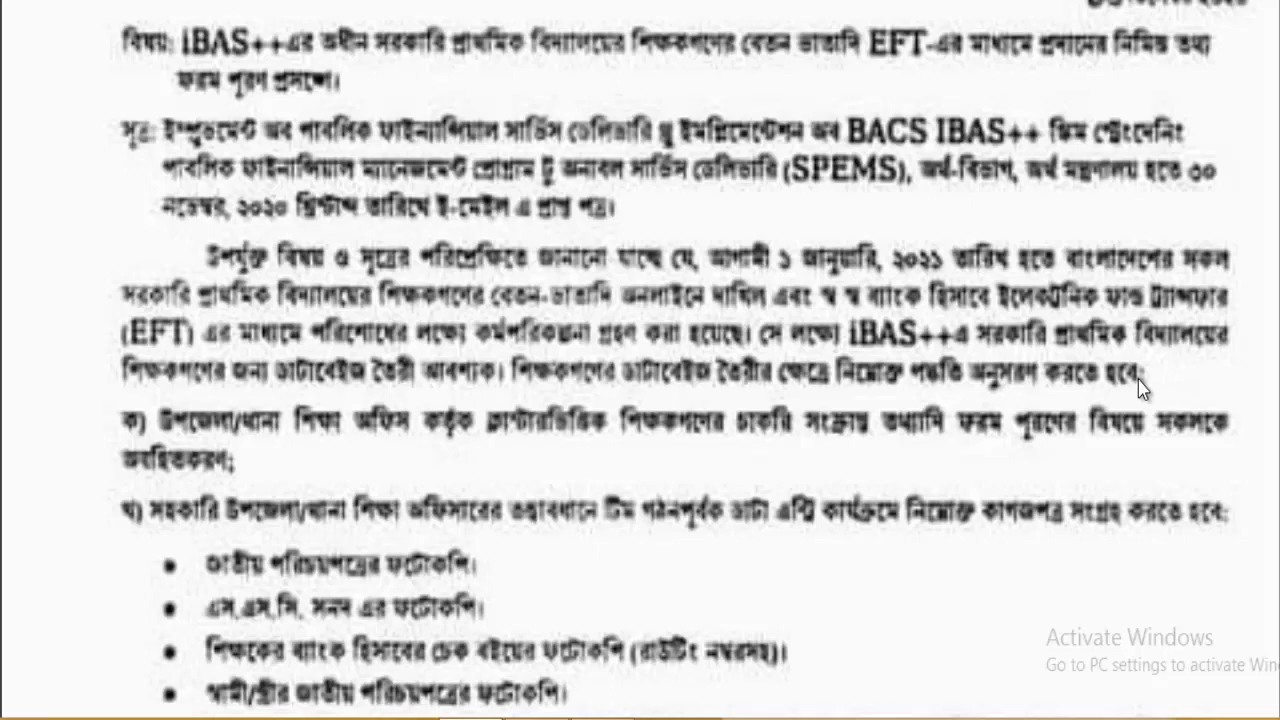 বিষয়: iBAS++এর অধীন সরকারি প্রাথমিক বিদ্যালয়ের শিক্ষকগণের বেতন ভাতাদি EFT-এর মাধ্যমে প্রদানের নিমিত্ত তথ্য
ফরম পূরণ প্রসঙ্গে।
সূত্র: ইম্প্রুভমেন্ট অব পাবলিক ফাইন্যান্সিয়াল সার্ভিস ডেলিভারি থ্রু ইমপ্লিমেন্টেশন অব BACS IBAS++ স্কিম স্ট্রেংদেনিং
পাবলিক ফাইনান্সিয়াল ম্যানেজমেন্ট প্রোগ্রাম টু অনাবল সার্ভিস ডেলিভারি (SPEMS), অর্থ-বিভাগ, অর্থ মন্ত্রণালয় হতে ৩০
নভেম্বর, ২০২০ খ্রিস্টাব্দ তারিখে ই-মেইল এ প্রাপ্ত পত্র।
উপর্যুক্ত বিষয় ও সূত্রের পরিপ্রেক্ষিতে জানানো যাচ্ছে যে, আগামী ১ জানুয়ারি, ২০২১ তারিখ হতে বাংলাদেশের সকল
সরকারি প্রাথমিক বিদ্যালয়ের শিক্ষকগণের বেতন-ভাতাদি অনলাইনে দাখিল এবং স্ব স্ব ব্যাংক হিসাবে ইলেকট্রনিক ফান্ড ট্রান্সফার
(EFT) এর মাধ্যমে পরিশোধের লক্ষ্যে কর্মপরিকল্পনা গ্রহণ করা হয়েছে। সে লক্ষ্যে iBAS++এ সরকারি প্রাথমিক বিদ্যালয়ের
শিক্ষকগণের জন্য ডাটাবেইজ তৈরী আবশ্যক। শিক্ষকগণের ডাটাবেইজ তৈরীর ক্ষেত্রে নিম্নোক্ত পদ্ধতি অনুসরণ করতে হবে:
ক) উপজেলা/থানা শিক্ষা অফিস কর্তৃক ক্লাস্টারভিত্তিক শিক্ষকগণের চাকরি সংক্রান্ত তথ্যাদি ফরম পূরণের বিষয়ে সকলকে
অবহিতকরণ;
খ) সহকারি উপজেলা/থানা শিক্ষা অফিসারের তত্ত্বাবধানে টিম গঠনপূর্বক ডাটা এন্ট্রি কার্যক্রমে নিম্নোক্ত কাগজপত্র সংগ্রহ করতে হবে:
• জাতীয় পরিচয়পত্রের ফটোকপি।
• এস.এস.সি. সনদ এর ফটোকপি।
• শিক্ষকের ব্যাংক হিসাবের চেক বইয়ের ফটোকপি (রাউটিং নম্বরসহ)।
• স্বামী/স্ত্রীর জাতীয় পরিচয়পত্রের ফটোকপি।
Activate Windows
Go to PC settings to activate Win